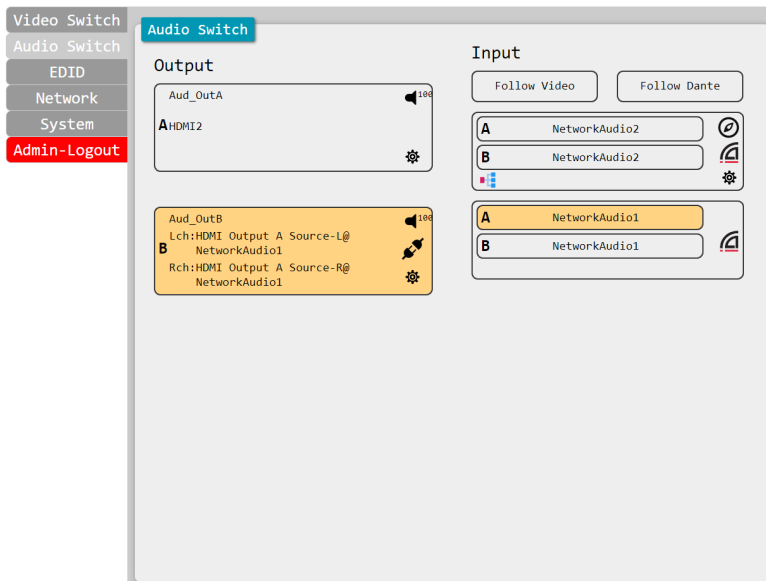 Video Switch
Audio Switch
EDID
Network
System
Admin-Logout
Audio Switch
Output
Aud_OutA
100
A HDMI2
Aud_OutB
100
B
Lch:HDMI Output A Source-L@
NetworkAudio1
Rch:HDMI Output A Source-R@
NetworkAudio1
Input
Follow Video
Follow Dante
A NetworkAudio2
B NetworkAudio2
A NetworkAudio1
B NetworkAudio1